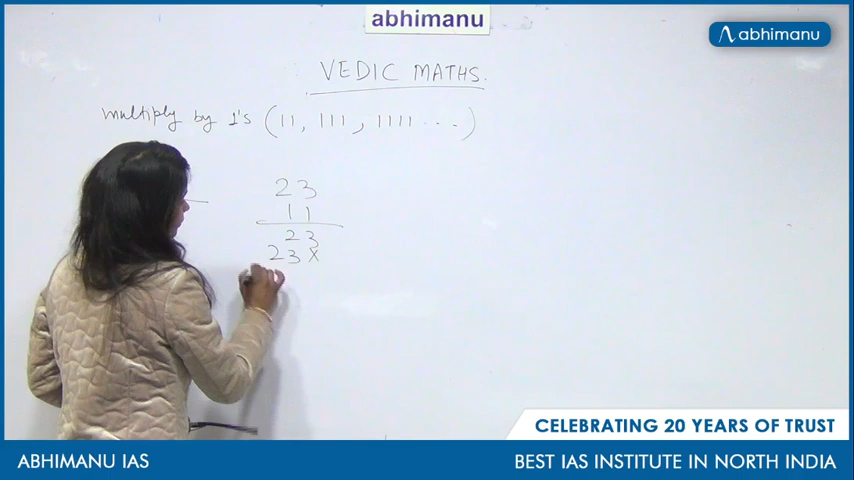 abhimanu
abhimanu
VEDIC MATHS.
multiply by 1's (11, 111, 1111 ....)
23
11
23
23x
CELEBRATING 20 YEARS OF TRUST
ABHIMANU IAS
BEST IAS INSTITUTE IN NORTH INDIA